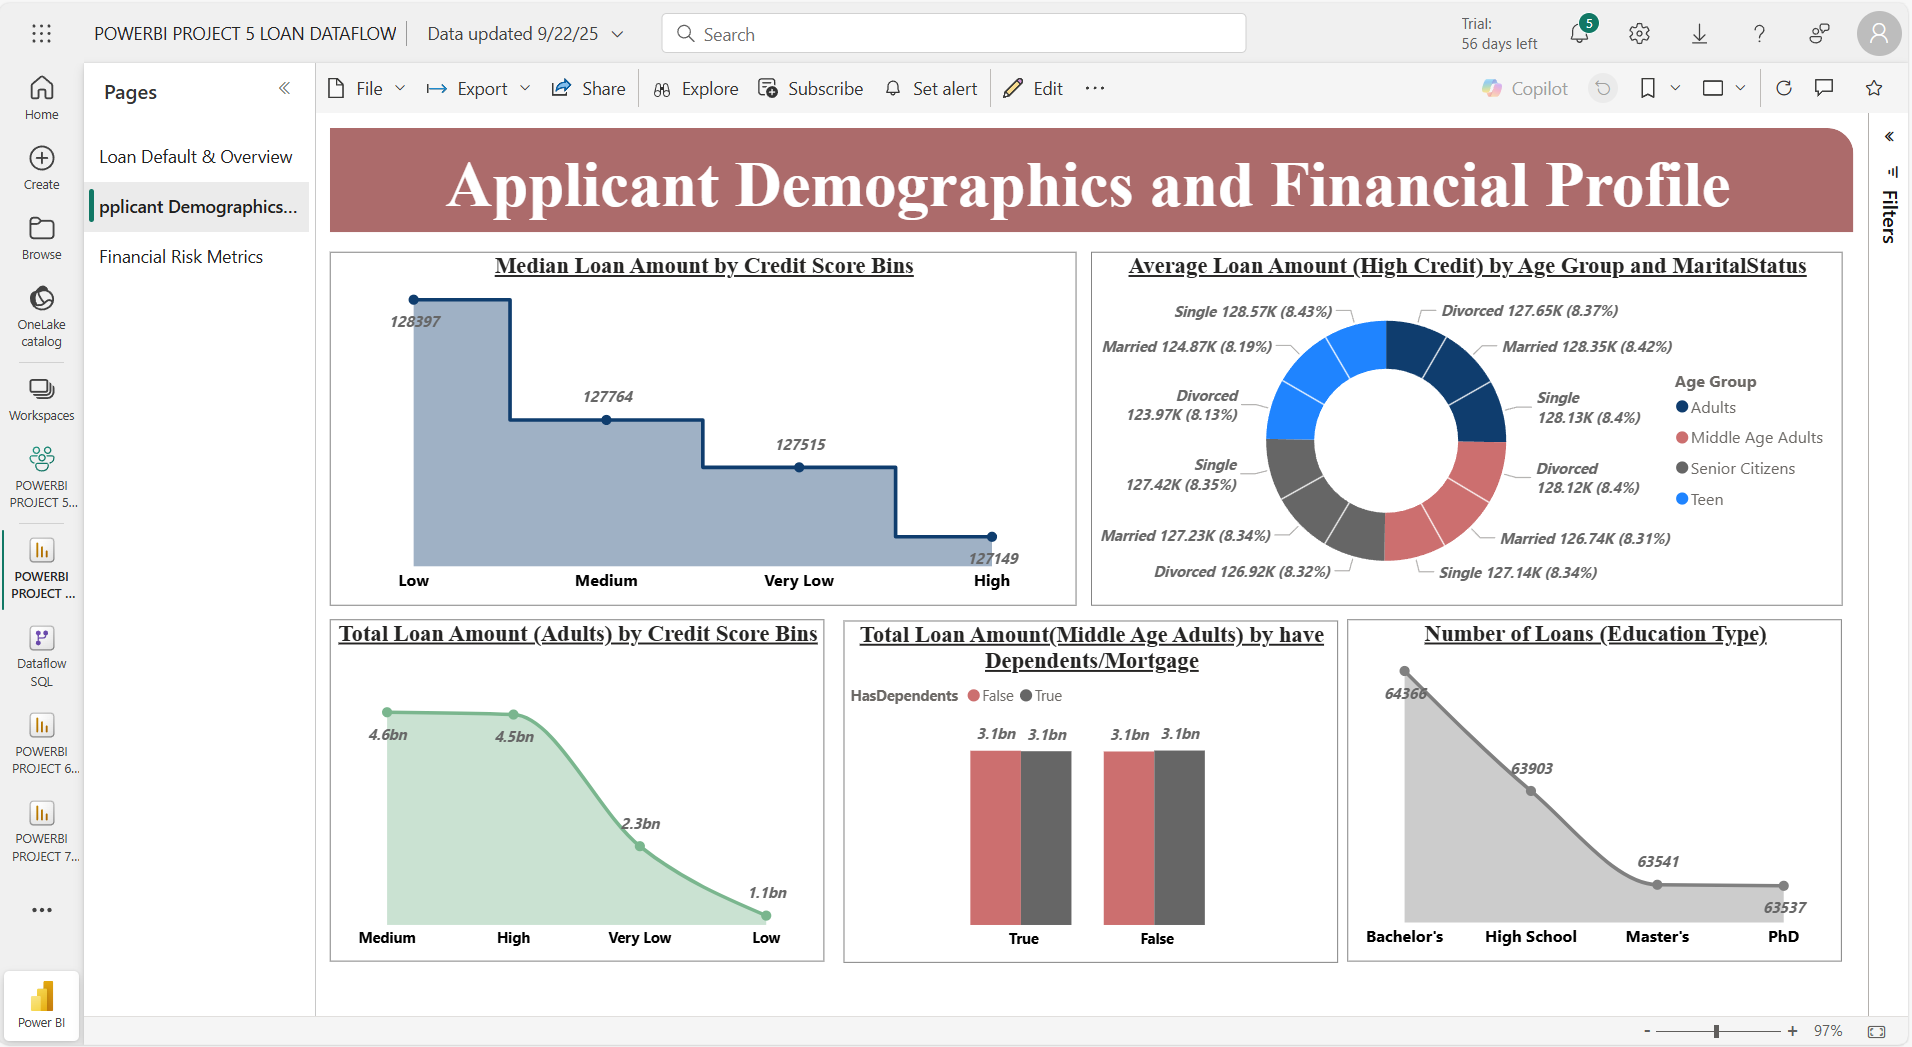 POWERBI PROJECT 5 LOAN DATAFLOW
Data updated 9/22/25
Search
Trial:
56 days left
5
Home
Create
Browse
OneLake
catalog
Workspaces
POWERBI
PROJECT 5...
POWERBI
PROJECT ...
Dataflow
SQL
POWERBI
PROJECT 6...
POWERBI
PROJECT 7...
Power BI
Pages
Loan Default & Overview
pplicant Demographics...
Financial Risk Metrics
File
Export
Share
Explore
Subscribe
Set alert
Edit
Copilot
Filters
Applicant Demographics and Financial Profile
Median Loan Amount by Credit Score Bins
128397
127764
127515
127149
Low
Medium
Very Low
High
Average Loan Amount (High Credit) by Age Group and MaritalStatus
Single 128.57K (8.43%)
Divorced 127.65K (8.37%)
Married 124.87K (8.19%)
Married 128.35K (8.42%)
Divorced
123.97K (8.13%)
Single
128.13K (8.4%)
Single
127.42K (8.35%)
Divorced
128.12K (8.4%)
Married 127.23K (8.34%)
Married 126.74K (8.31%)
Divorced 126.92K (8.32%)
Single 127.14K (8.34%)
Age Group
Adults
Middle Age Adults
Senior Citizens
Teen
Total Loan Amount (Adults) by Credit Score Bins
4.6bn
4.5bn
2.3bn
1.1bn
Medium
High
Very Low
Low
Total Loan Amount(Middle Age Adults) by have
Dependents/Mortgage
HasDependents
False
True
3.1bn
3.1bn
3.1bn
3.1bn
True
False
Number of Loans (Education Type)
64366
63903
63541
63537
Bachelor's
High School
Master's
PhD
- + 97%